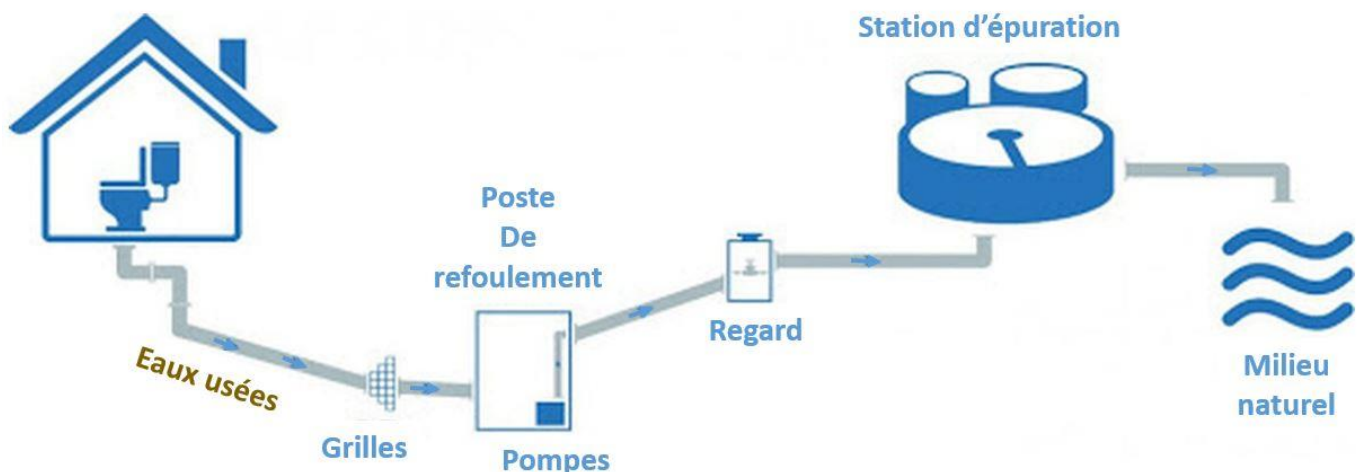 Station d'épuration
Poste
De
refoulement
Regard
Eaux usées
Grilles
Pompes
Milieu
naturel